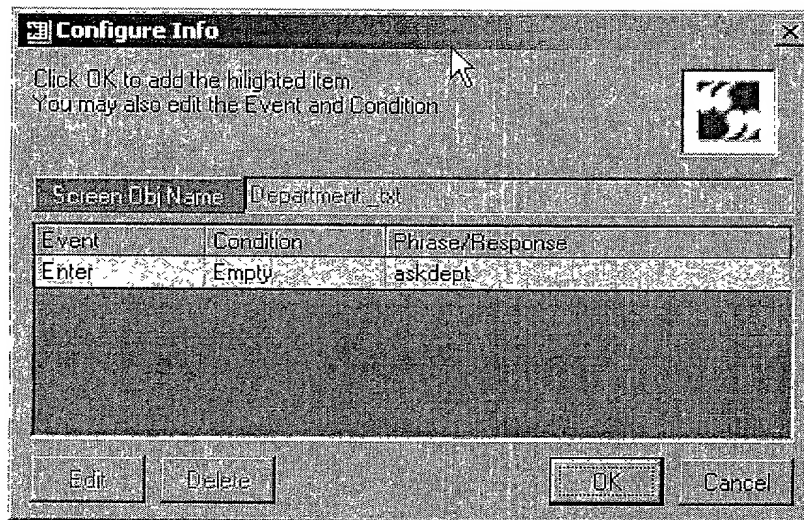 Configure Info
Click OK to add the hilighted item.
You may also edit the Event and Condition
Screen Obj Name Department_txt
Event Condition Phrase/Response
Enter Empty askdept
Edit Delete OK Cancel